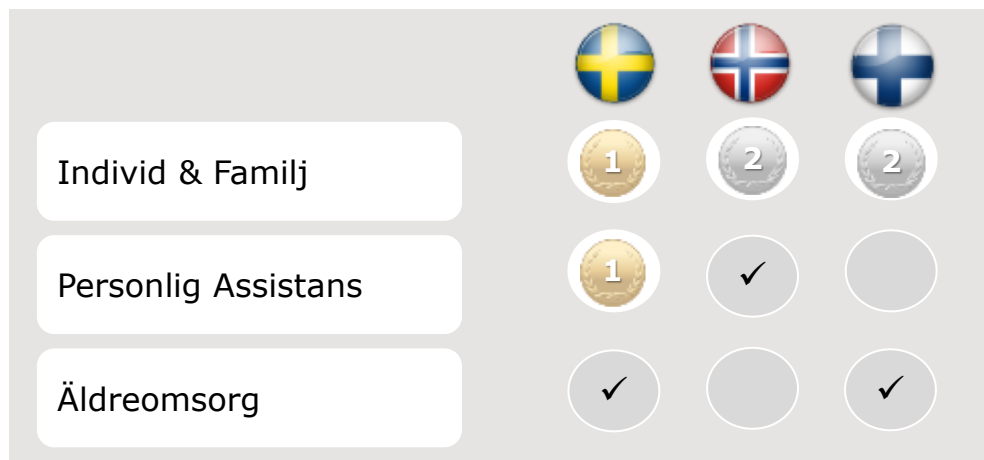 Individ & Familj 1 2 2
Personlig Assistans 1 ✓
Äldreomsorg ✓ ✓